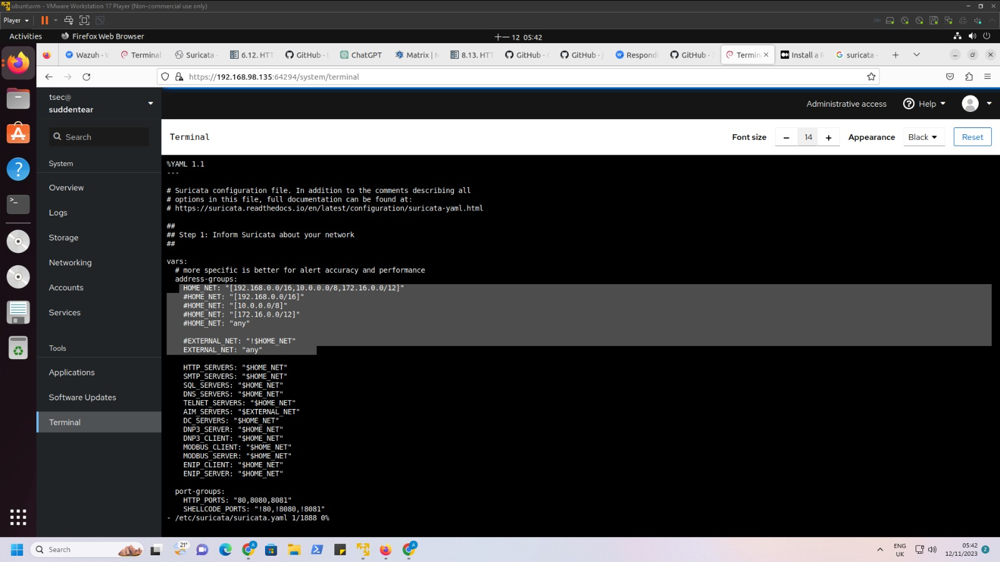 ubuntuvm - VMware Workstation 17 Player (Non-commercial use only)
Player
Activities
Firefox Web Browser
12 05:42
Wazuh -
Terminal
Suricata
6.12. HTT
GitHub -
ChatGPT
Matrix |
8.13. HTT
GitHub -
GitHub - j
Respondi
GitHub -
Termin
Install a
suricata -
https://192.168.98.135:64294/system/terminal
tsec@
suddentear
Administrative access
Help
Search
Terminal
Font size
14
Appearance
Black
Reset
System
Overview
Logs
Storage
Networking
Accounts
Services
Tools
Applications
Software Updates
Terminal
%YAML 1.1
---
# Suricata configuration file. In addition to the comments describing all
# options in this file, full documentation can be found at:
# https://suricata.readthedocs.io/en/latest/configuration/suricata-yaml.html
##
## Step 1: Inform Suricata about your network
##
vars:
# more specific is better for alert accuracy and performance
address-groups:
HOME_NET: "[192.168.0.0/16,10.0.0.0/8,172.16.0.0/12]"
#HOME_NET: "[192.168.0.0/16]"
#HOME_NET: "[10.0.0.0/8]"
#HOME_NET: "[172.16.0.0/12]"
#HOME_NET: "any"
#EXTERNAL_NET: "!$HOME_NET"
EXTERNAL_NET: "any"
HTTP_SERVERS: "$HOME_NET"
SMTP_SERVERS: "$HOME_NET"
SQL_SERVERS: "$HOME_NET"
DNS_SERVERS: "$HOME_NET"
TELNET_SERVERS: "$HOME_NET"
AIM_SERVERS: "$EXTERNAL_NET"
DC_SERVERS: "$HOME_NET"
DNP3_SERVER: "$HOME_NET"
DNP3_CLIENT: "$HOME_NET"
MODBUS_CLIENT: "$HOME_NET"
MODBUS_SERVER: "$HOME_NET"
ENIP_CLIENT: "$HOME_NET"
ENIP_SERVER: "$HOME_NET"
port-groups:
HTTP_PORTS: "80,8080,8081"
SHELLCODE_PORTS: "!80,!8080,!8081"
- /etc/suricata/suricata.yaml 1/1888 0%
Search
21°
ENG
UK
05:42
12/11/2023
2